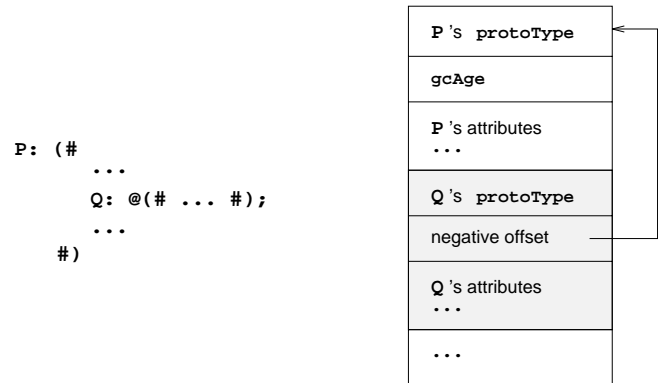 P: (#
...
Q: @(# ... #);
...
#)
P 's protoType
gcAge
P 's attributes
...
Q 's protoType
negative offset
Q 's attributes
...
...